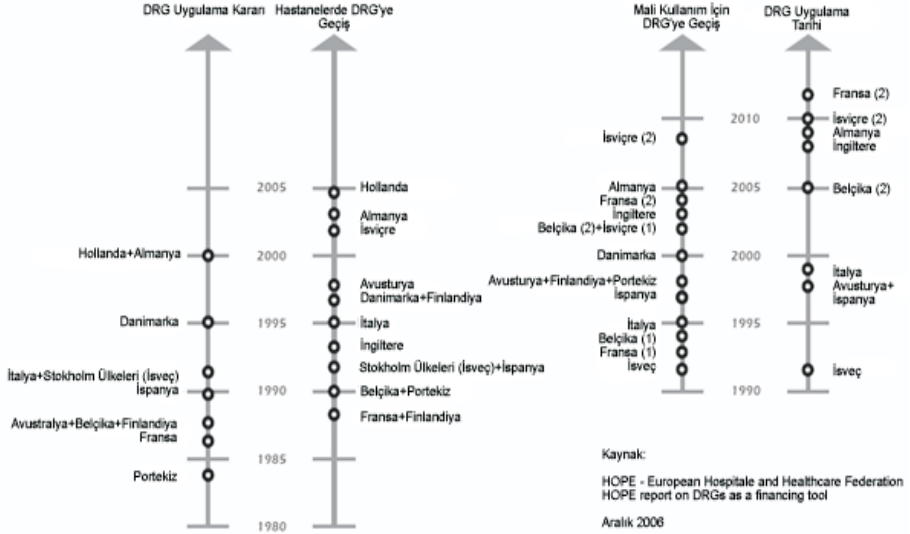 DRG Uygulama Kararı
Hastanelerde DRG'ye
Geçiş
2005
2000
1995
1990
1985
1980
Hollanda+Almanya
Danimarka
İtalya+Stokholm Ülkeleri (İsveç)
İspanya
Avustralya+Belçika+Finlandiya
Fransa
Portekiz
Hollanda
Almanya
İsviçre
Avusturya
Danimarka+Finlandiya
İtalya
İngiltere
Stokholm Ülkeleri (İsveç)+İspanya
Belçika+Portekiz
Fransa+Finlandiya
Mali Kullanım İçin
DRG'ye Geçiş
DRG Uygulama
Tarihi
2010
2005
2000
1995
1990
İsviçre (2)
Almanya
Fransa (2)
İngiltere
Belçika (2)+İsviçre (1)
Danimarka
Avusturya+Finlandiya+Portekiz
İspanya
İtalya
Belçika (1)
Fransa (1)
İsveç
Fransa (2)
İsviçre (2)
Almanya
İngiltere
Belçika (2)
İtalya
Avusturya+
İspanya
İsveç
Kaynak:
HOPE - European Hospitale and Healthcare Federation
HOPE report on DRGs as a financing tool
Aralık 2006